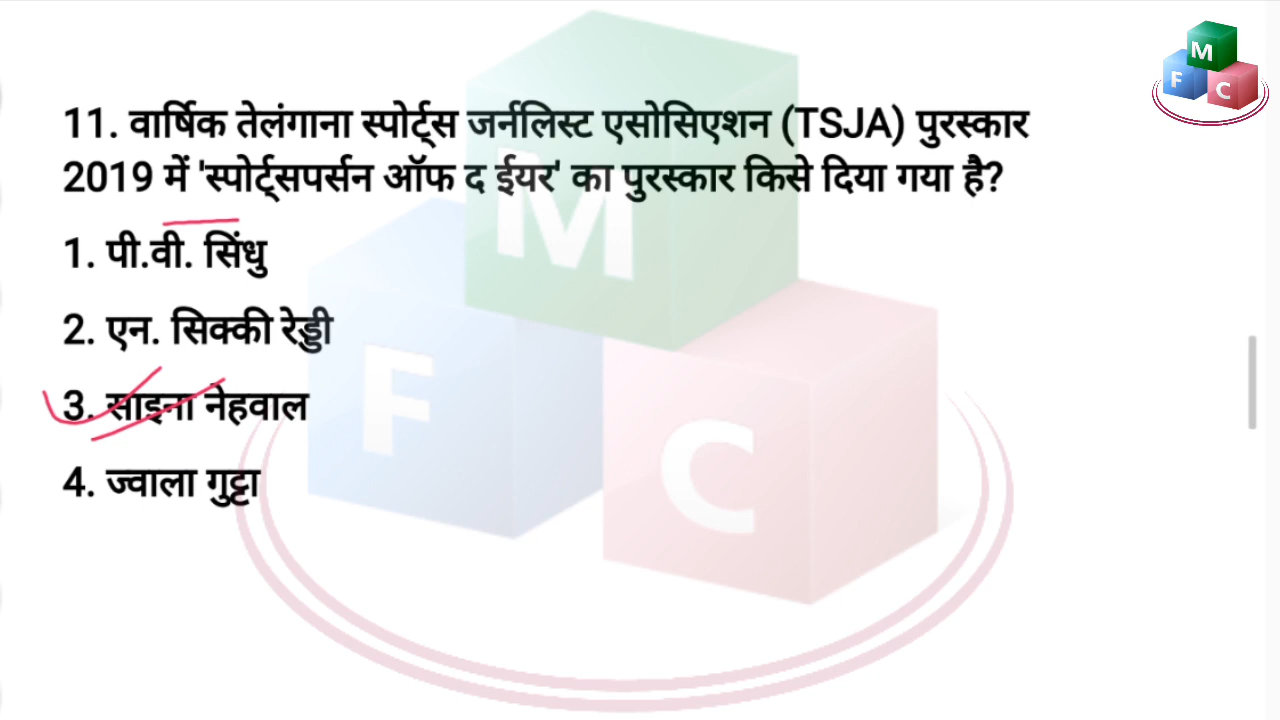 11. वार्षिक तेलंगाना स्पोर्ट्स जर्नलिस्ट एसोसिएशन (TSJA) पुरस्कार
2019 में 'स्पोर्ट्सपर्सन ऑफ द ईयर' का पुरस्कार किसे दिया गया है?
1. पी.वी. सिंधु
2. एन. सिक्की रेड्डी
3. साइना नेहवाल
4. ज्वाला गुट्टा
M
F
C
M
F
C